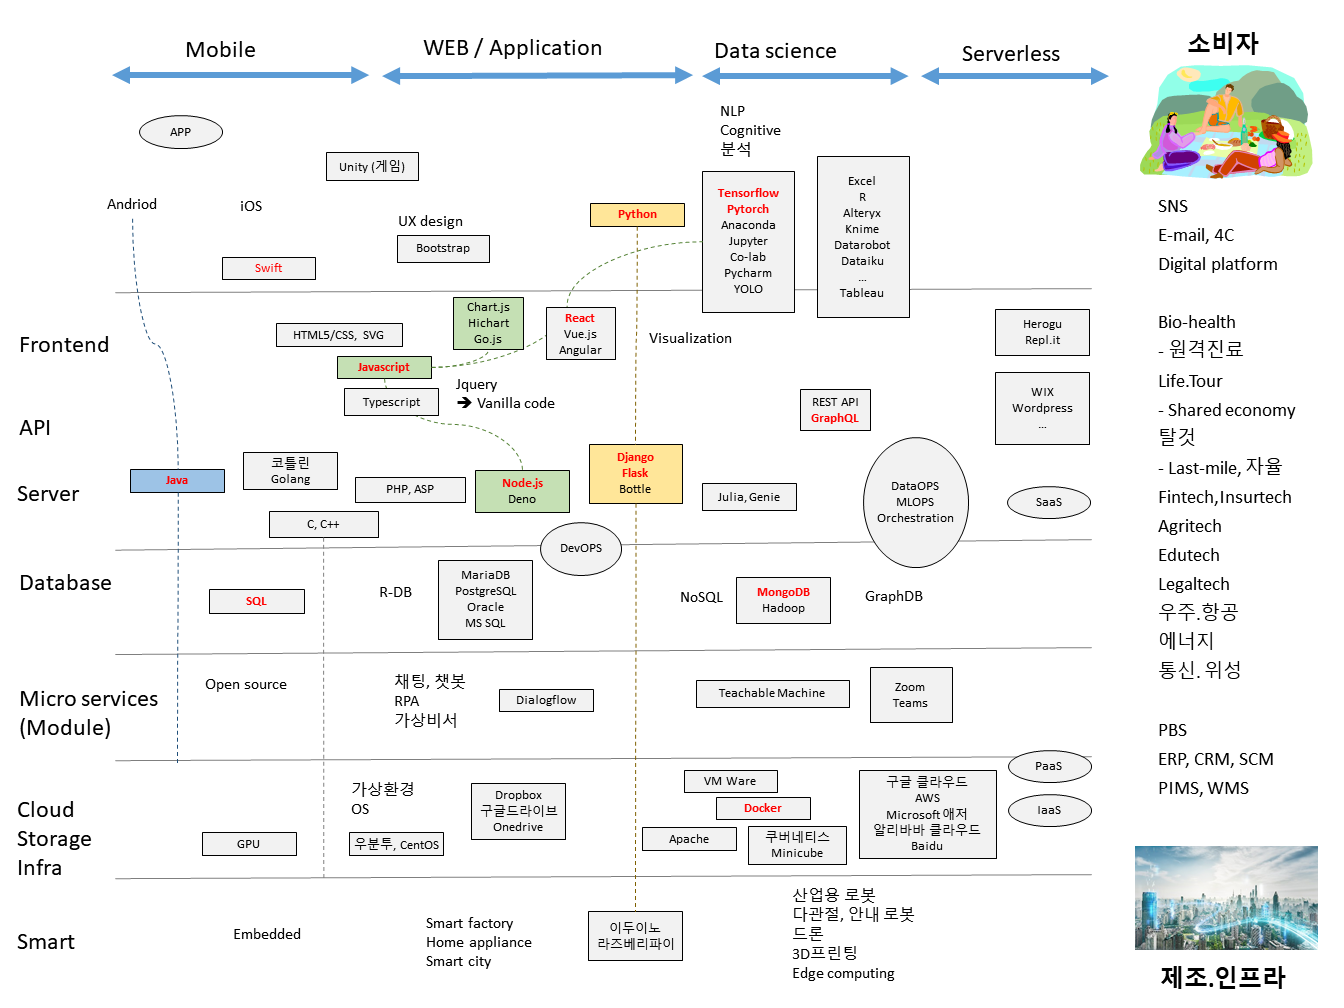 Mobile
WEB / Application
Data science
Serverless
소비자
APP
Unity (게임)
NLP
Cognitive
분석
Andriod
iOS
UX design
Bootstrap
Swift
Python
Tensorflow
Pytorch
Anaconda
Jupyter
Co-lab
Pycharm
YOLO
Excel
R
Alteryx
Knime
Datarobot
Dataiku
...
Tableau
Frontend
HTML5/CSS, SVG
Chart.js
Hichart
Go.js
React
Vue.js
Angular
Visualization
Herogu
Repl.it
Javascript
Typescript
Jquery
➔ Vanilla code
API
REST API
GraphQL
WIX
Wordpress
...
Server
Java
코틀린
Golang
PHP, ASP
Node.js
Deno
Django
Flask
Bottle
Julia, Genie
DataOPS
MLOPS
Orchestration
SaaS
C, C++
DevOPS
Database
SQL
R-DB
MariaDB
PostgreSQL
Oracle
MS SQL
NoSQL
MongoDB
Hadoop
GraphDB
Micro services
(Module)
Open source
채팅, 챗봇
RPA
가상비서
Dialogflow
Teachable Machine
Zoom
Teams
Cloud
Storage
Infra
GPU
가상환경
OS
우분투, CentOS
Dropbox
구글드라이브
Onedrive
VM Ware
Docker
Apache
쿠버네티스
Minicube
구글 클라우드
AWS
Microsoft 애저
알리바바 클라우드
Baidu
PaaS
IaaS
Smart
Embedded
Smart factory
Home appliance
Smart city
이두이노
라즈베리파이
산업용 로봇
다관절, 안내 로봇
드론
3D프린팅
Edge computing
SNS
E-mail, 4C
Digital platform
Bio-health
- 원격진료
Life.Tour
- Shared economy
탈것
- Last-mile, 자율
Fintech,Insurtech
Agritech
Edutech
Legaltech
우주.항공
에너지
통신. 위성
PBS
ERP, CRM, SCM
PIMS, WMS
제조.인프라